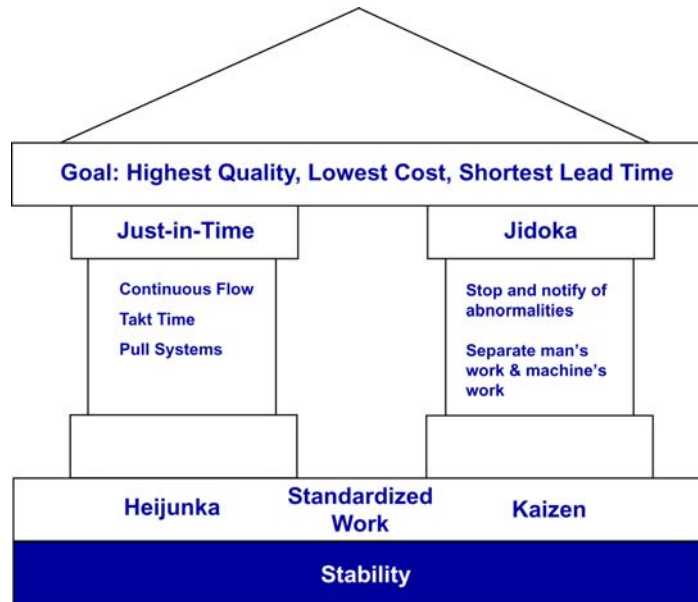 Goal: Highest Quality, Lowest Cost, Shortest Lead Time
Just-in-Time
Continuous Flow
Takt Time
Pull Systems
Jidoka
Stop and notify of
abnormalities
Separate man's
work & machine's
work
Heijunka
Standardized
Work
Kaizen
Stability